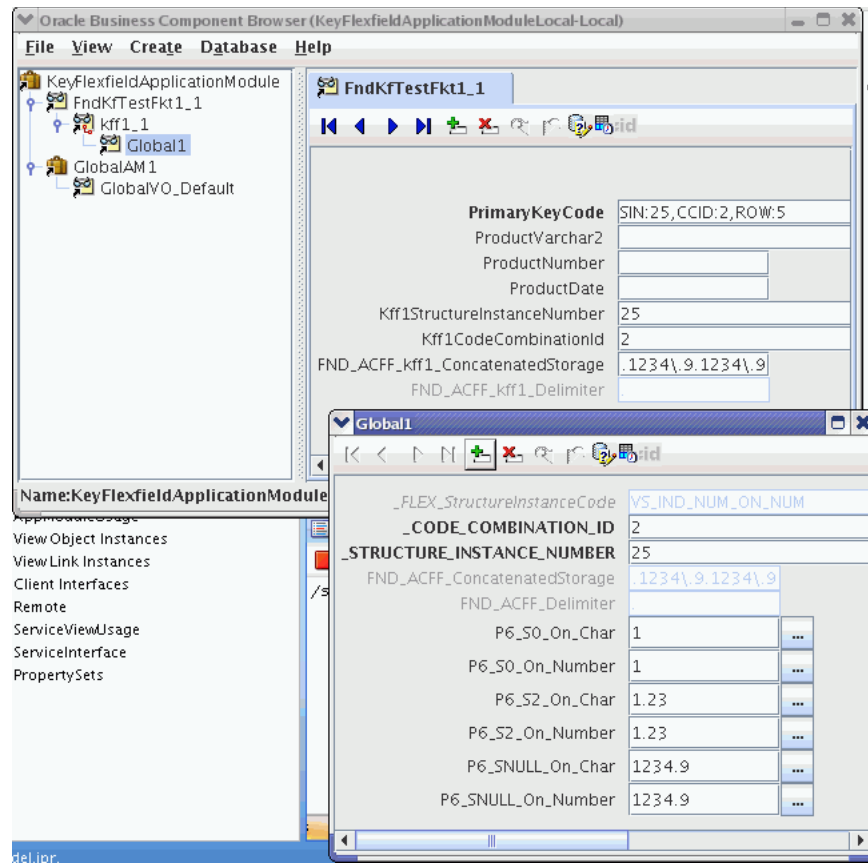 Oracle Business Component Browser (KeyFlexfieldApplicationModuleLocal-Local)
File View Create Database Help
KeyFlexfieldApplicationModule
FndKfTestFkt1_1
kff1_1
Global1
GlobalAM1
GlobalVO_Default
FndKfTestFkt1_1
:id
PrimaryKeyCode SIN:25,CCID:2,ROW:5
ProductVarchar2
ProductNumber
ProductDate
Kff1StructureInstanceNumber 25
Kff1CodeCombinationId 2
FND_ACFF_kff1_ConcatenatedStorage .1234\.9.1234\.9
FND_ACFF_kff1_Delimiter .
Name:KeyFlexfieldApplicationModule
View Object Instances
View Link Instances
Client Interfaces
Remote
ServiceViewUsage
ServiceInterface
PropertySets
/s
Global1
:id
_FLEX_StructureInstanceCode VS_IND_NUM_ON_NUM
_CODE_COMBINATION_ID 2
_STRUCTURE_INSTANCE_NUMBER 25
FND_ACFF_ConcatenatedStorage .1234\.9.1234\.9
FND_ACFF_Delimiter .
P6_S0_On_Char 1 ...
P6_S0_On_Number 1 ...
P6_S2_On_Char 1.23 ...
P6_S2_On_Number 1.23 ...
P6_SNULL_On_Char 1234.9 ...
P6_SNULL_On_Number 1234.9 ...
del.jpr.